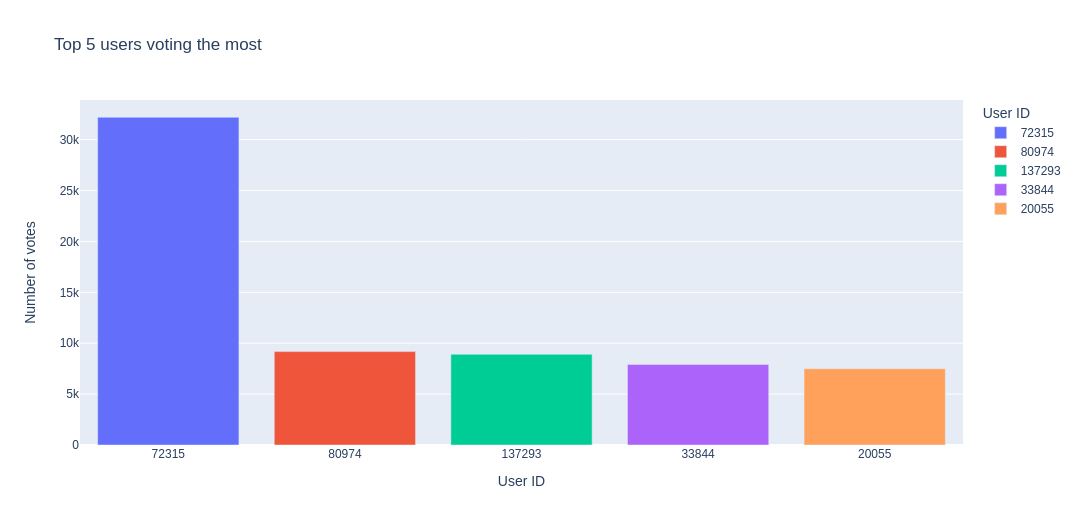 Top 5 users voting the most
Number of votes
30k
25k
20k
15k
10k
5k
0
72315
80974
137293
33844
20055
User ID
User ID
72315
80974
137293
33844
20055